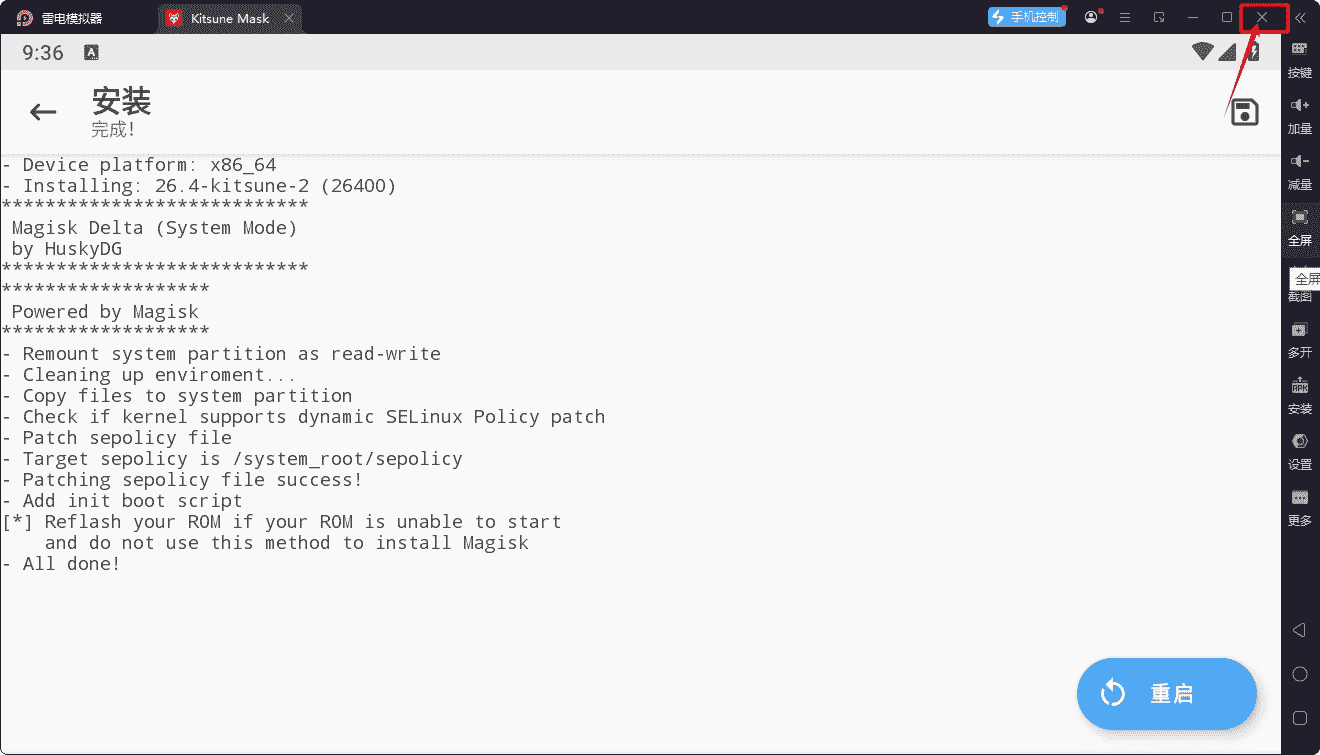 雷电模拟器
Kitsune Mask
手机控制
9:36
A
安装
完成！
- Device platform: x86_64
- Installing: 26.4-kitsune-2 (26400)
****************************
 Magisk Delta (System Mode)
 by HuskyDG
****************************
*******************
 Powered by Magisk
*******************
- Remount system partition as read-write
- Cleaning up enviroment...
- Copy files to system partition
- Check if kernel supports dynamic SELinux Policy patch
- Patch sepolicy file
- Target sepolicy is /system_root/sepolicy
- Patching sepolicy file success!
- Add init boot script
[*] Reflash your ROM if your ROM is unable to start
    and do not use this method to install Magisk
- All done!
重启
按键
加量
减量
全屏
全屏
截图
多开
安装
设置
更多